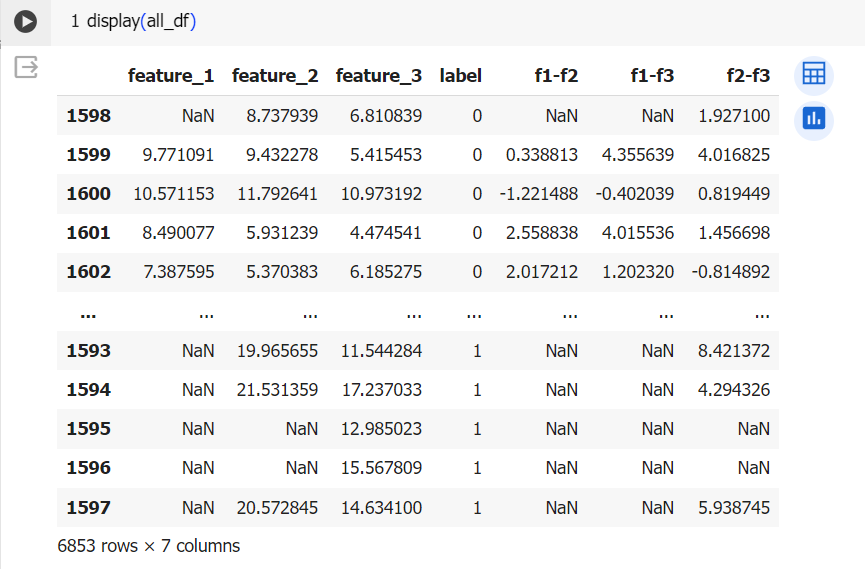 1 display(all_df)
feature_1 feature_2 feature_3 label f1-f2 f1-f3 f2-f3
1598 NaN 8.737939 6.810839 0 NaN NaN 1.927100
1599 9.771091 9.432278 5.415453 0 0.338813 4.355639 4.016825
1600 10.571153 11.792641 10.973192 0 -1.221488 -0.402039 0.819449
1601 8.490077 5.931239 4.474541 0 2.558838 4.015536 1.456698
1602 7.387595 5.370383 6.185275 0 2.017212 1.202320 -0.814892
... ... ... ... ... ... ... ...
1593 NaN 19.965655 11.544284 1 NaN NaN 8.421372
1594 NaN 21.531359 17.237033 1 NaN NaN 4.294326
1595 NaN NaN 12.985023 1 NaN NaN NaN
1596 NaN NaN 15.567809 1 NaN NaN NaN
1597 NaN 20.572845 14.634100 1 NaN NaN 5.938745
6853 rows × 7 columns